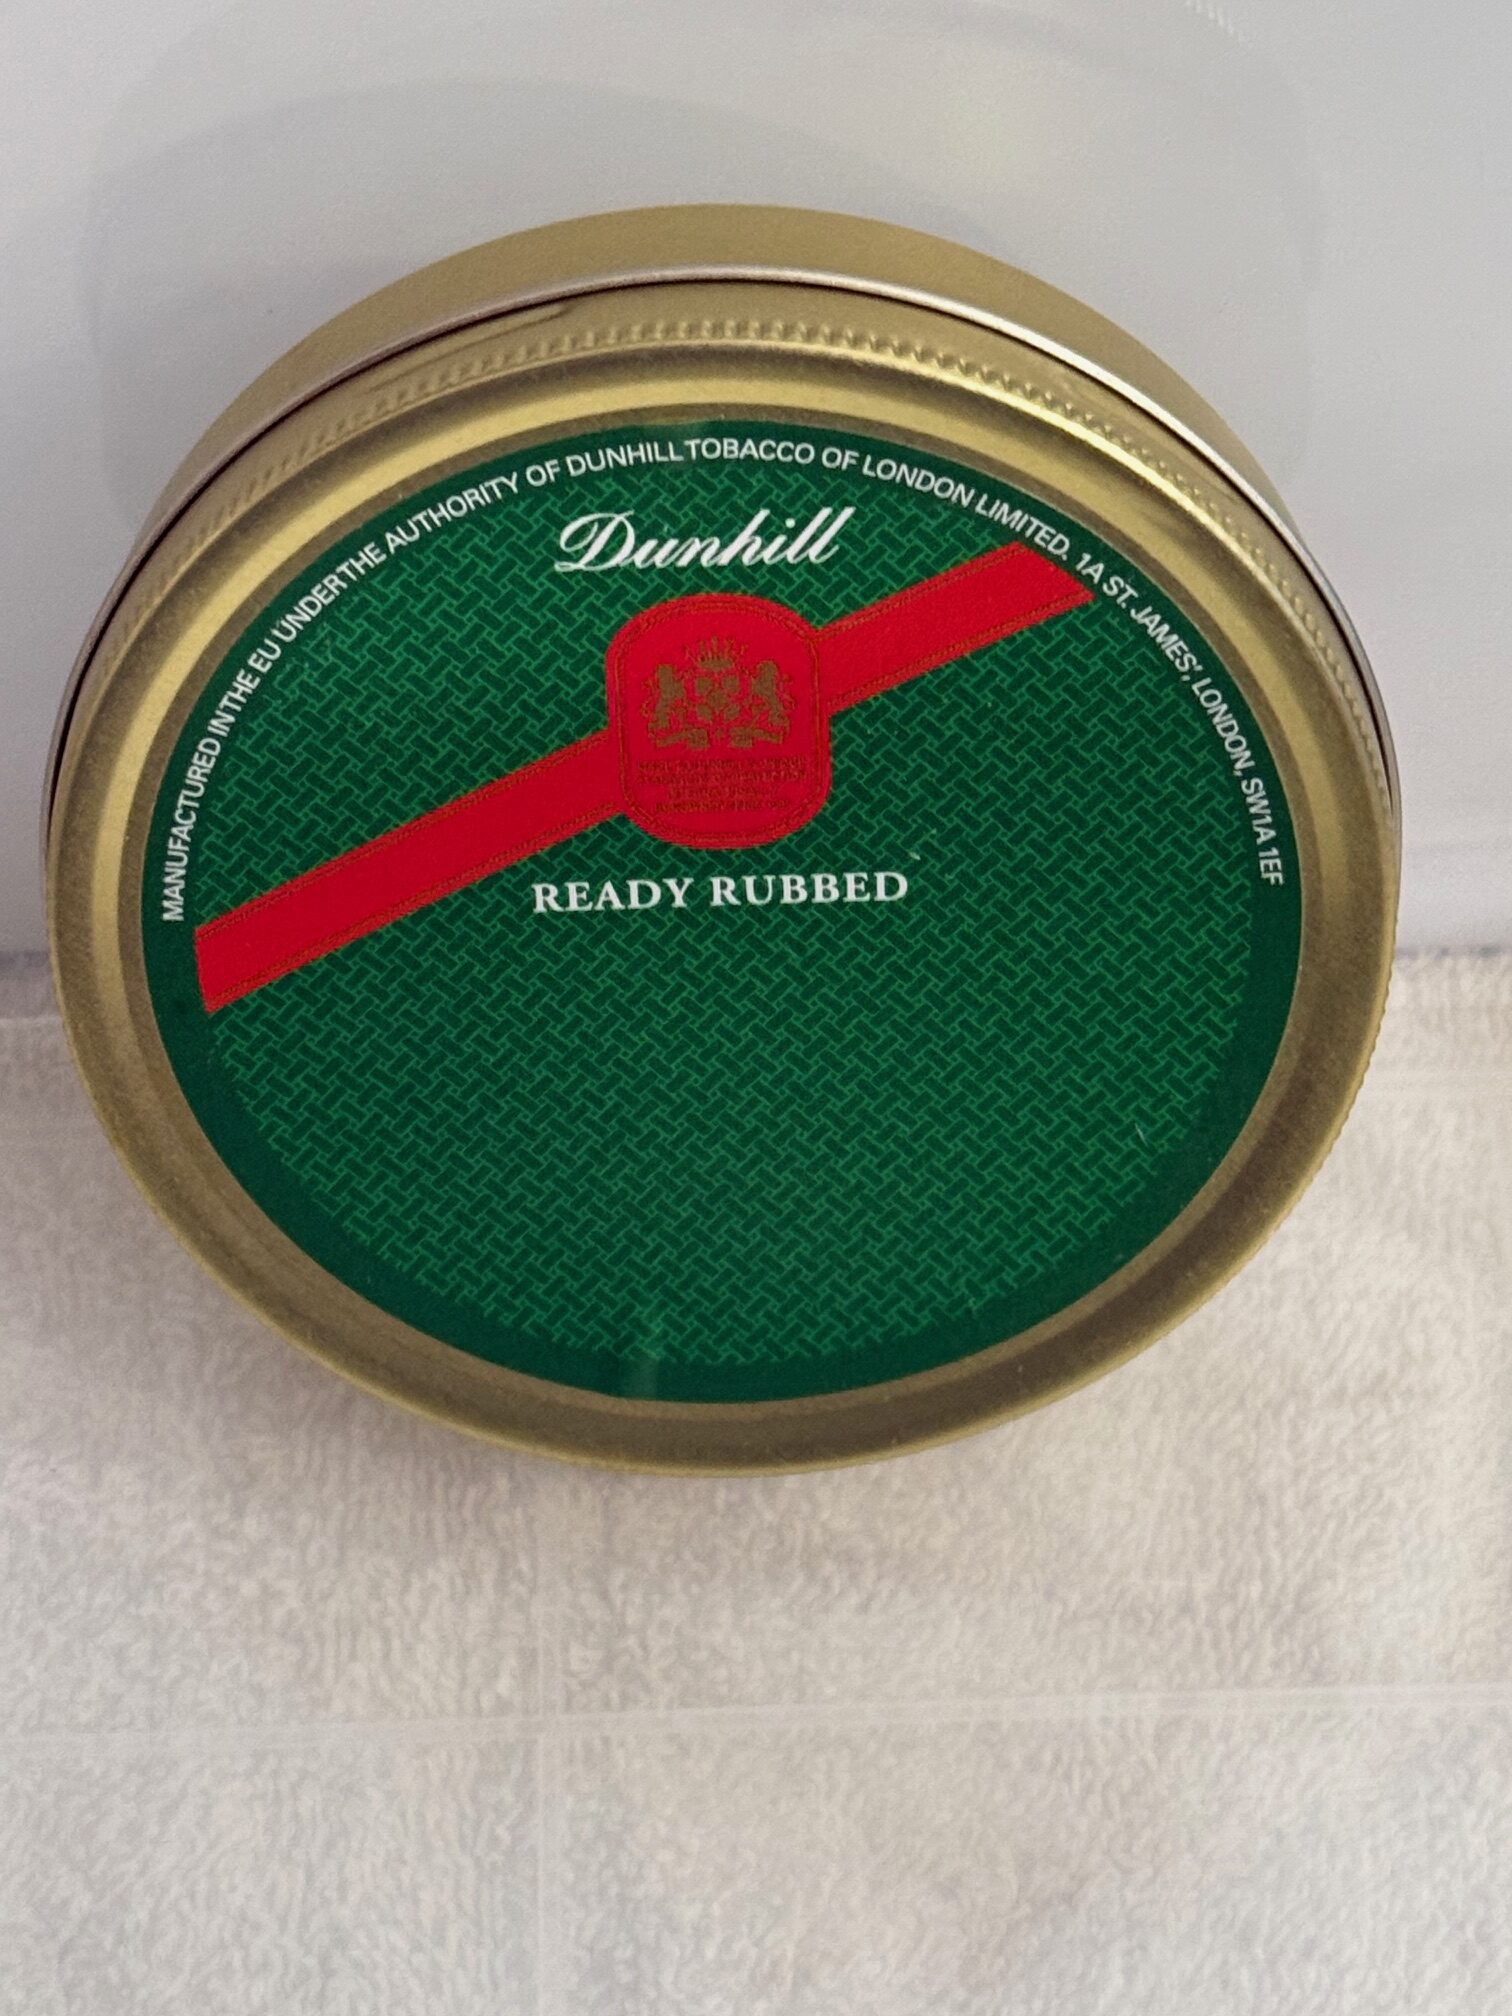 MANUFACTURED IN THE EU UNDER THE AUTHORITY OF DUNHILL TOBACCO OF LONDON LIMITED. 1A ST. JAMES', LONDON, SW1A 1EF
Dunhill
READY RUBBED